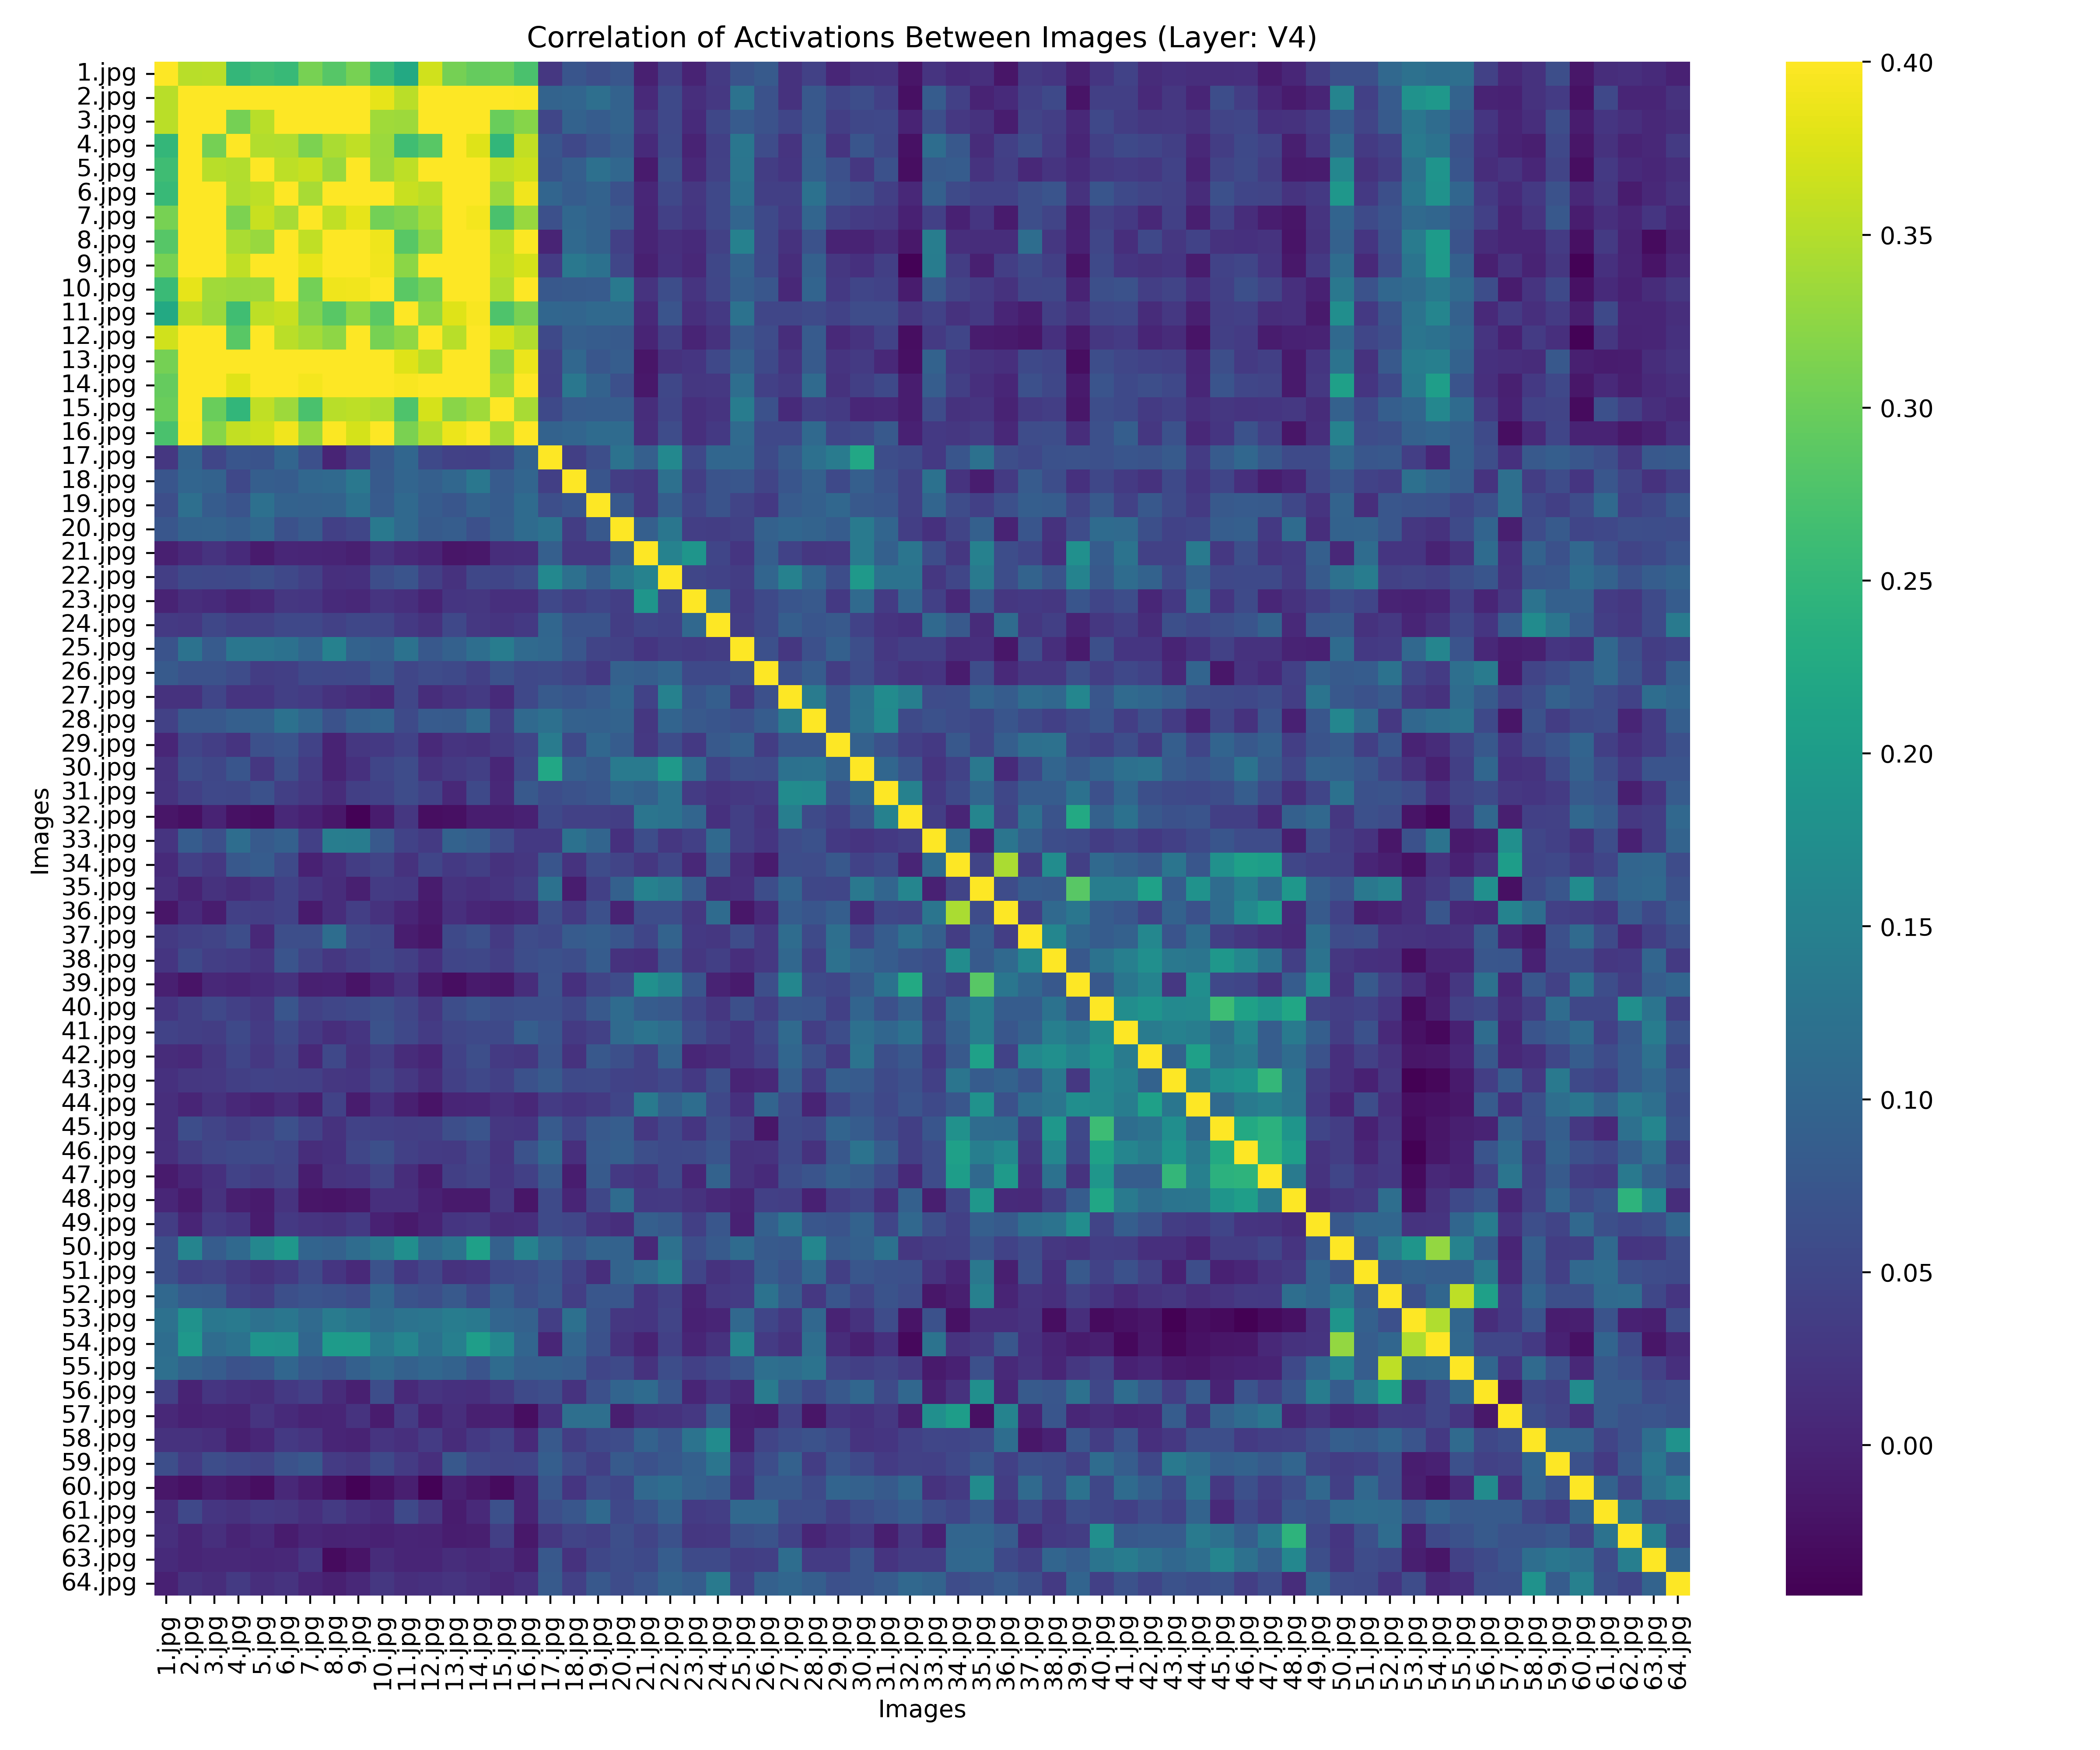 Correlation of Activations Between Images (Layer: V4)
1.jpg
2.jpg
3.jpg
4.jpg
5.jpg
6.jpg
7.jpg
8.jpg
9.jpg
10.jpg
11.jpg
12.jpg
13.jpg
14.jpg
15.jpg
16.jpg
17.jpg
18.jpg
19.jpg
20.jpg
21.jpg
22.jpg
23.jpg
24.jpg
25.jpg
26.jpg
27.jpg
28.jpg
29.jpg
30.jpg
31.jpg
32.jpg
33.jpg
34.jpg
35.jpg
36.jpg
37.jpg
38.jpg
39.jpg
40.jpg
41.jpg
42.jpg
43.jpg
44.jpg
45.jpg
46.jpg
47.jpg
48.jpg
49.jpg
50.jpg
51.jpg
52.jpg
53.jpg
54.jpg
55.jpg
56.jpg
57.jpg
58.jpg
59.jpg
60.jpg
61.jpg
62.jpg
63.jpg
64.jpg
Images
1.jpg
2.jpg
3.jpg
4.jpg
5.jpg
6.jpg
7.jpg
8.jpg
9.jpg
10.jpg
11.jpg
12.jpg
13.jpg
14.jpg
15.jpg
16.jpg
17.jpg
18.jpg
19.jpg
20.jpg
21.jpg
22.jpg
23.jpg
24.jpg
25.jpg
26.jpg
27.jpg
28.jpg
29.jpg
30.jpg
31.jpg
32.jpg
33.jpg
34.jpg
35.jpg
36.jpg
37.jpg
38.jpg
39.jpg
40.jpg
41.jpg
42.jpg
43.jpg
44.jpg
45.jpg
46.jpg
47.jpg
48.jpg
49.jpg
50.jpg
51.jpg
52.jpg
53.jpg
54.jpg
55.jpg
56.jpg
57.jpg
58.jpg
59.jpg
60.jpg
61.jpg
62.jpg
63.jpg
64.jpg
Images
0.40
0.35
0.30
0.25
0.20
0.15
0.10
0.05
0.00